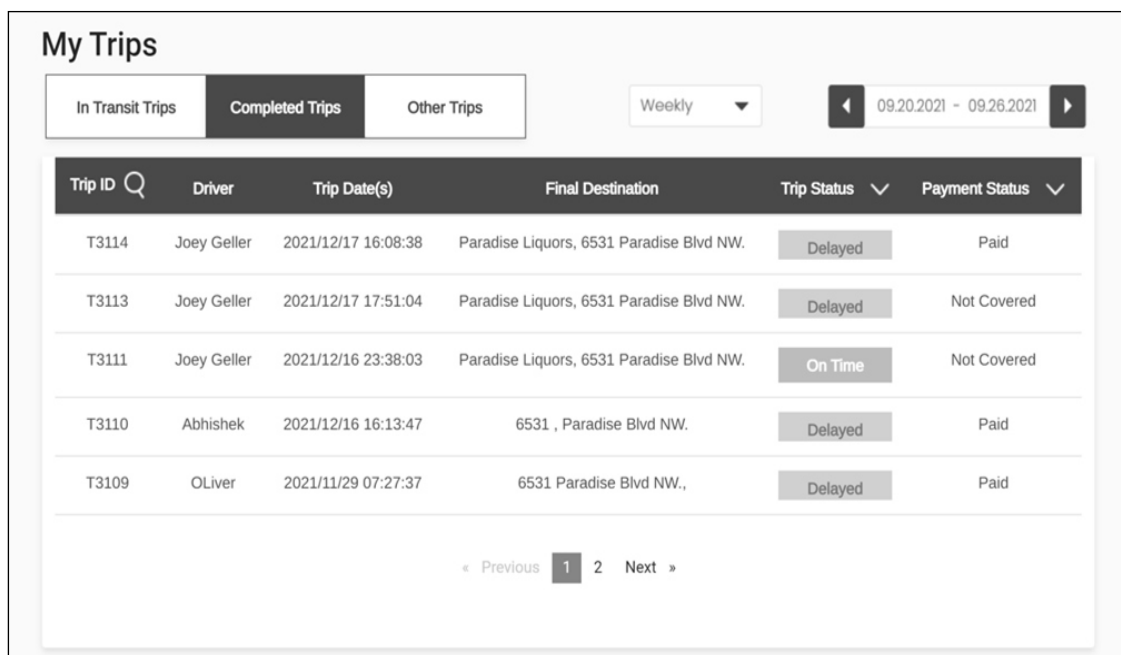 My Trips
In Transit Trips Completed Trips Other Trips Weekly 09.20.2021 - 09.26.2021
Trip ID Driver Trip Date(s) Final Destination Trip Status Payment Status
T3114 Joey Geller 2021/12/17 16:08:38 Paradise Liquors, 6531 Paradise Blvd NW. Delayed Paid
T3113 Joey Geller 2021/12/17 17:51:04 Paradise Liquors, 6531 Paradise Blvd NW. Delayed Not Covered
T3111 Joey Geller 2021/12/16 23:38:03 Paradise Liquors, 6531 Paradise Blvd NW. On Time Not Covered
T3110 Abhishek 2021/12/16 16:13:47 6531 , Paradise Blvd NW. Delayed Paid
T3109 OLiver 2021/11/29 07:27:37 6531 Paradise Blvd NW., Delayed Paid
« Previous 1 2 Next »